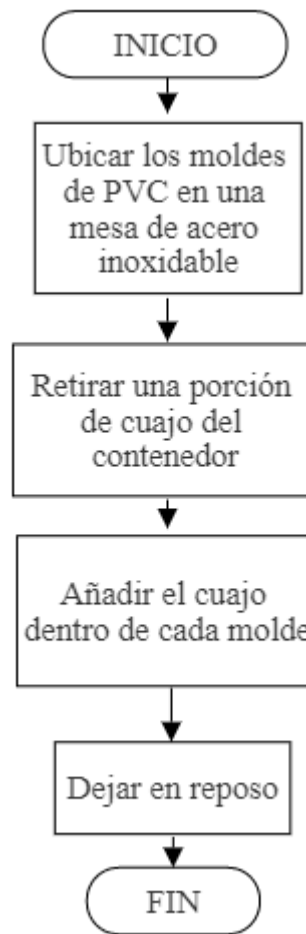 INICIO
Ubicar los moldes
de PVC en una
mesa de acero
inoxidable
Retirar una porción
de cuajo del
contenedor
Añadir el cuajo
dentro de cada molde
Dejar en reposo
FIN